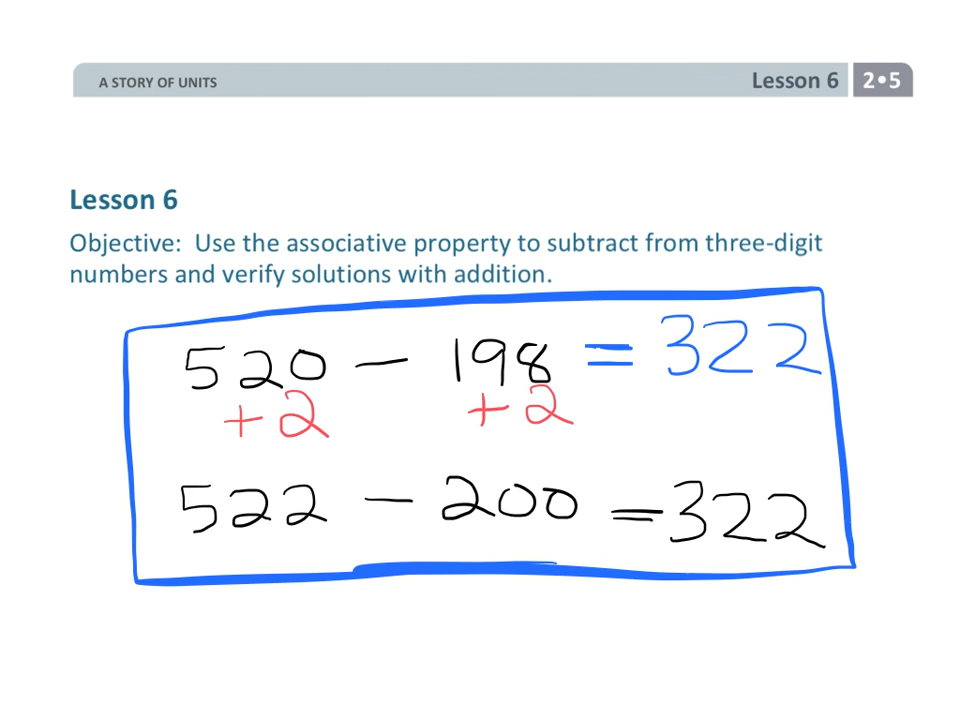 A STORY OF UNITS Lesson 6 2•5
Lesson 6
Objective: Use the associative property to subtract from three-digit
numbers and verify solutions with addition.
520 – 198 = 322
+2 +2
522 – 200 = 322